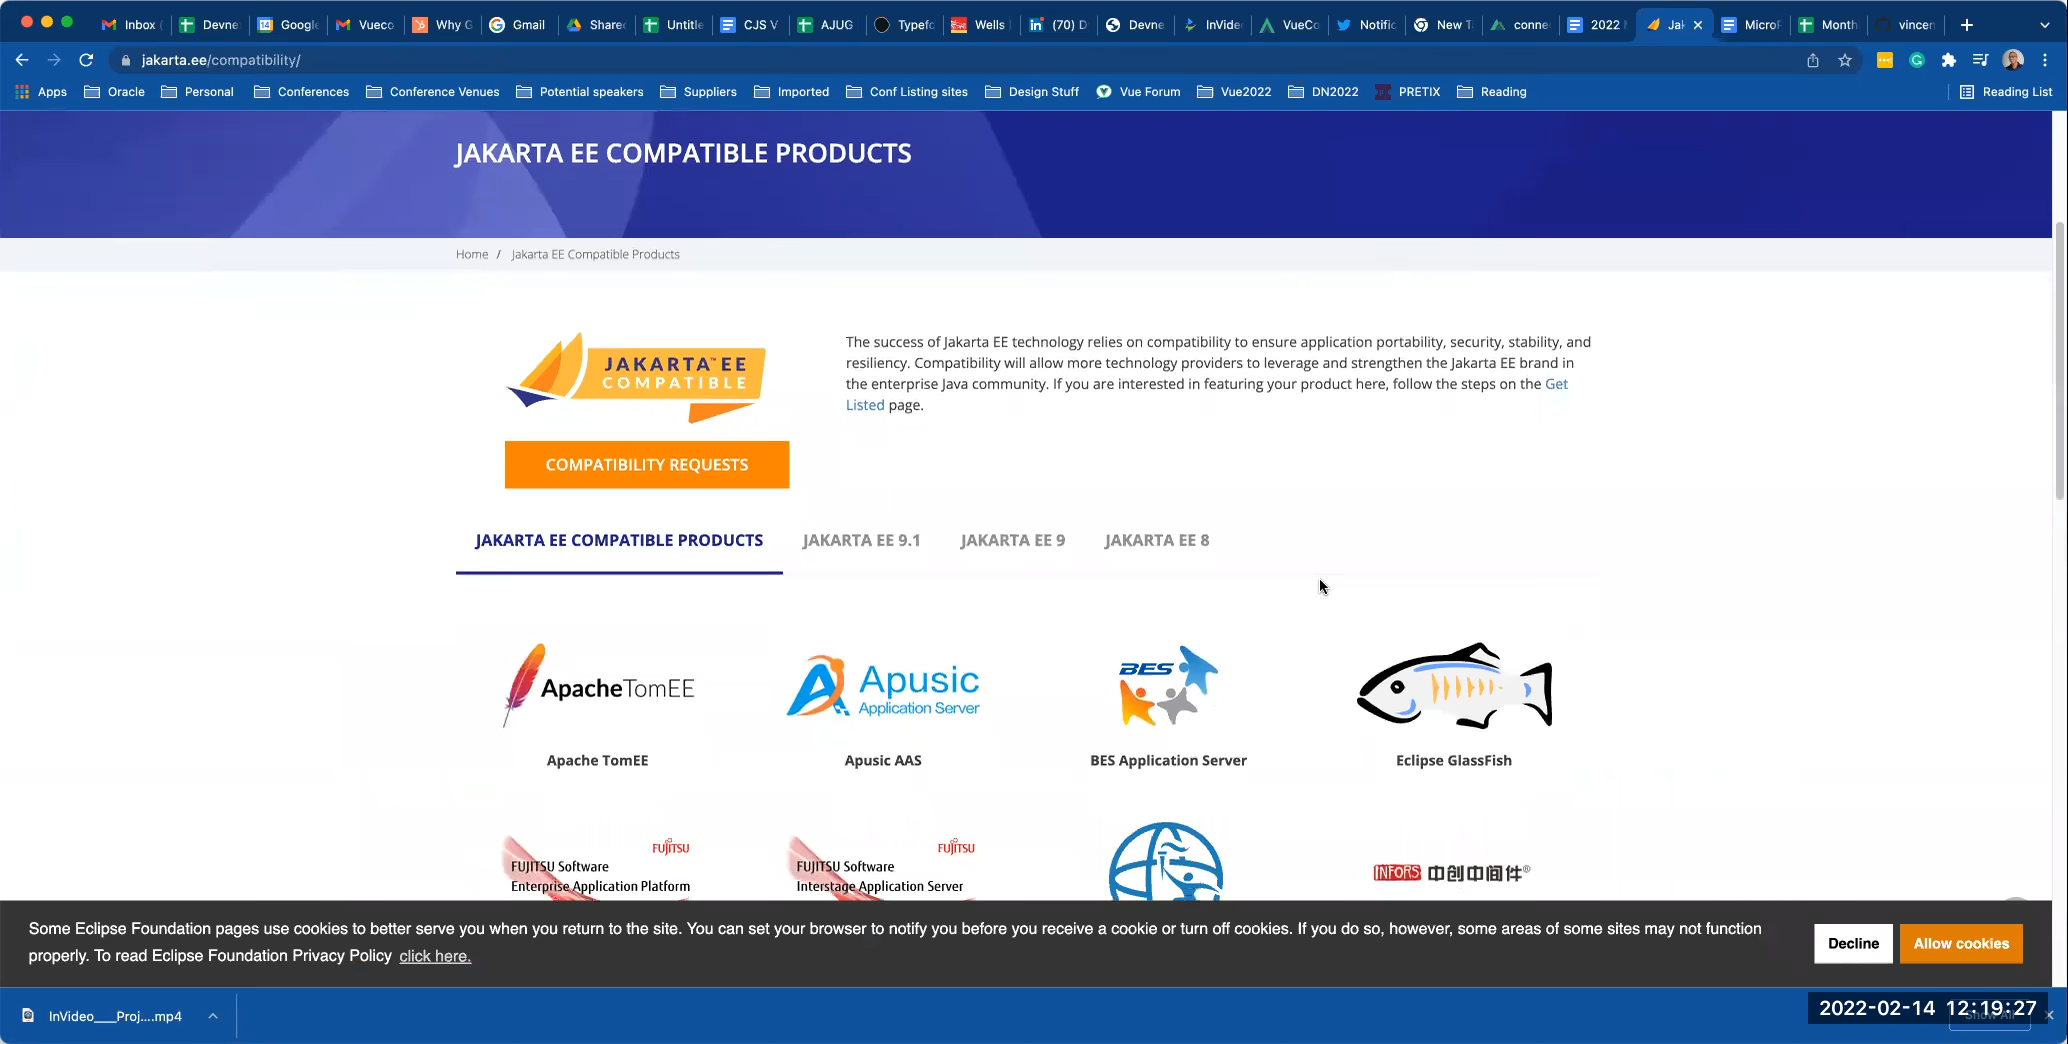 Inbox ( Devne Google Vueco Why G Gmail Share Untitle CJS V AJUG Typefo Wells (70) D Devne InVide VueCo Notific New T conne 2022 Jak MicroP Month vincen
jakarta.ee/compatibility/
Apps Oracle Personal Conferences Conference Venues Potential speakers Suppliers Imported Conf Listing sites Design Stuff Vue Forum Vue2022 DN2022 PRETIX Reading Reading List
JAKARTA EE COMPATIBLE PRODUCTS
Home / Jakarta EE Compatible Products
JAKARTA™ EE
COMPATIBLE
The success of Jakarta EE technology relies on compatibility to ensure application portability, security, stability, and
resiliency. Compatibility will allow more technology providers to leverage and strengthen the Jakarta EE brand in
the enterprise Java community. If you are interested in featuring your product here, follow the steps on the Get
Listed page.
COMPATIBILITY REQUESTS
JAKARTA EE COMPATIBLE PRODUCTS JAKARTA EE 9.1 JAKARTA EE 9 JAKARTA EE 8
ApacheTomEE
Apusic
Application Server
BES
Apache TomEE Apusic AAS BES Application Server Eclipse GlassFish
FUJITSU
FUJITSU Software
Enterprise Application Platform
FUJITSU
FUJITSU Software
Interstage Application Server
INFORS 中创中间件®
Some Eclipse Foundation pages use cookies to better serve you when you return to the site. You can set your browser to notify you before you receive a cookie or turn off cookies. If you do so, however, some areas of some sites may not function
properly. To read Eclipse Foundation Privacy Policy click here.
Decline Allow cookies
InVideo___Proj....mp4
2022-02-14 12:19:27
Show All